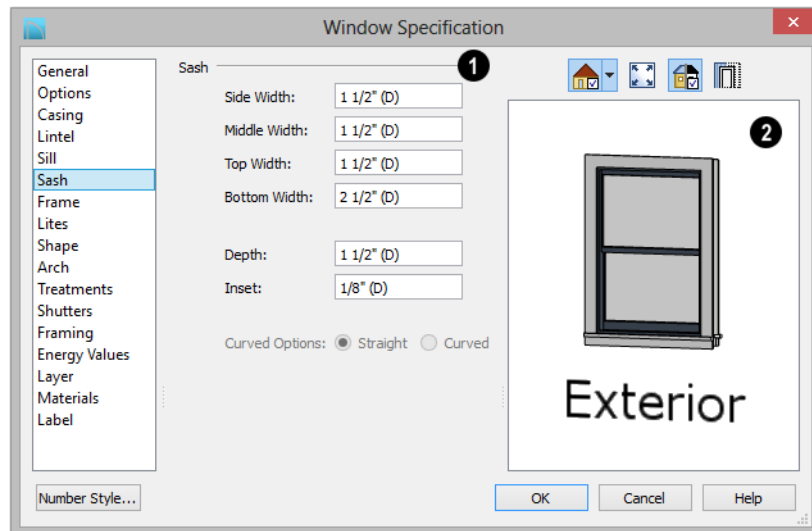 Window Specification
General
Options
Casing
Lintel
Sill
Sash
Frame
Lites
Shape
Arch
Treatments
Shutters
Framing
Energy Values
Layer
Materials
Label
Number Style...
Sash
1
Side Width: 1 1/2" (D)
Middle Width: 1 1/2" (D)
Top Width: 1 1/2" (D)
Bottom Width: 2 1/2" (D)
Depth: 1 1/2" (D)
Inset: 1/8" (D)
Curved Options: Straight Curved
2
Exterior
OK Cancel Help